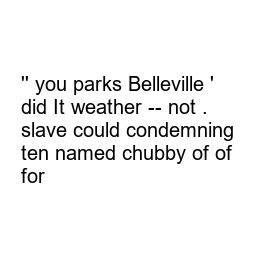 " you parks Belleville '
did It weather -- not .
slave could condemning
ten named chubby of of
for